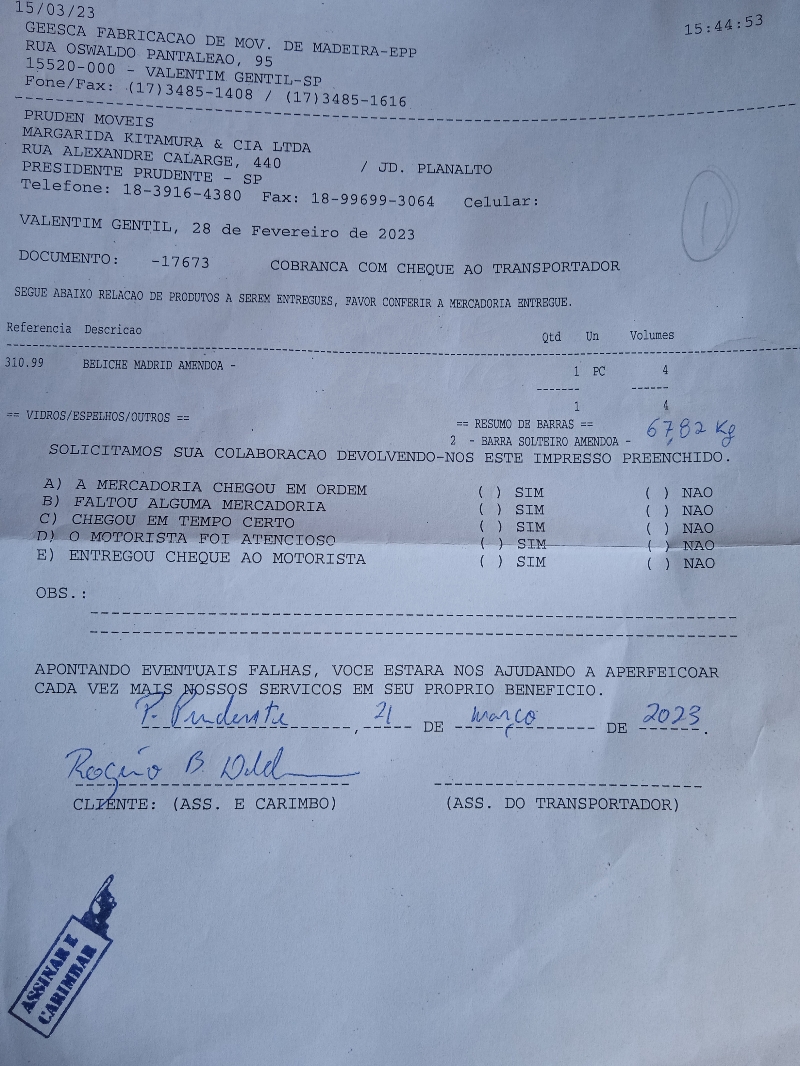 15/03/23 15:44:53
GEESCA FABRICACAO DE MOV. DE MADEIRA-EPP
RUA OSWALDO PANTALEAO, 95
15520-000 - VALENTIM GENTIL-SP
Fone/Fax: (17)3485-1408 / (17)3485-1616
PRUDEN MOVEIS
MARGARIDA KITAMURA & CIA LTDA
RUA ALEXANDRE CALARGE, 440 / JD. PLANALTO
PRESIDENTE PRUDENTE - SP
Telefone: 18-3916-4380 Fax: 18-99699-3064 Celular:
1
VALENTIM GENTIL, 28 de Fevereiro de 2023
DOCUMENTO: -17673 COBRANCA COM CHEQUE AO TRANSPORTADOR
SEGUE ABAIXO RELACAO DE PRODUTOS A SEREM ENTREGUES, FAVOR CONFERIR A MERCADORIA ENTREGUE.
Referencia Descricao Qtd Un Volumes
310.99 BELICHE MADRID AMENDOA - 1 PC 4
1 4
== VIDROS/ESPELHOS/OUTROS == == RESUMO DE BARRAS == 67,82 Kg
2 - BARRA SOLTEIRO AMENDOA -
SOLICITAMOS SUA COLABORACAO DEVOLVENDO-NOS ESTE IMPRESSO PREENCHIDO.
A) A MERCADORIA CHEGOU EM ORDEM ( ) SIM ( ) NAO
B) FALTOU ALGUMA MERCADORIA ( ) SIM ( ) NAO
C) CHEGOU EM TEMPO CERTO ( ) SIM ( ) NAO
D) O MOTORISTA FOI ATENCIOSO ( ) SIM ( ) NAO
E) ENTREGOU CHEQUE AO MOTORISTA ( ) SIM ( ) NAO
OBS.:
APONTANDO EVENTUAIS FALHAS, VOCE ESTARA NOS AJUDANDO A APERFEICOAR
CADA VEZ MAIS NOSSOS SERVICOS EM SEU PROPRIO BENEFICIO.
P. Prudente, 21 DE março DE 2023.
Rogério B.
CLIENTE: (ASS. E CARIMBO) (ASS. DO TRANSPORTADOR)
ASSINAR E
CARIMBAR